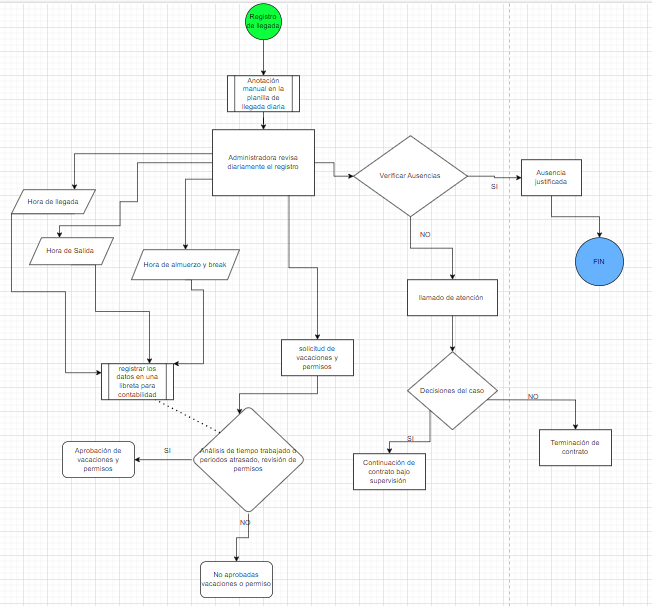 Registro
de llegada
Anotación
manual en la
planilla de
llegada diaria
Administradora revisa
diariamente el registro
Verificar Ausencias
SI
Ausencia
justificada
Hora de llegada
NO
Hora de Salida
Hora de almuerzo y break
FIN
llamado de atención
solicitud de
vacaciones y
permisos
registrar los
datos en una
libreta para
contabilidad
Decisiones del caso
NO
SI
Terminación de
contrato
Análisis de tiempo trabajado o
periodos atrasado, revisión de
permisos
SI
Aprobación de
vacaciones y
permisos
Continuación de
contrato bajo
supervisión
NO
No aprobadas
vacaciones o permiso